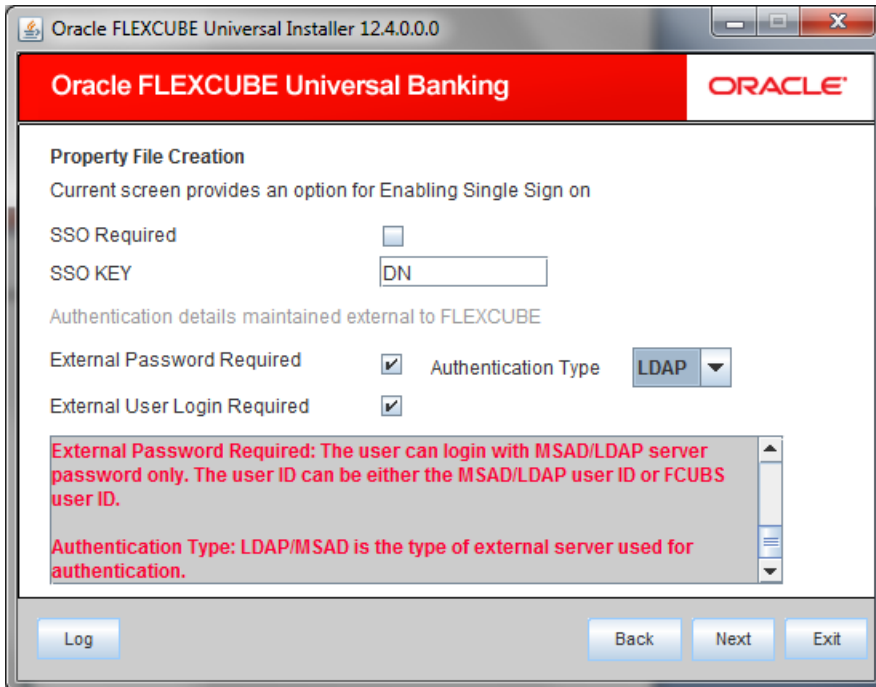 Oracle FLEXCUBE Universal Installer 12.4.0.0.0
Oracle FLEXCUBE Universal Banking
ORACLE
Property File Creation
Current screen provides an option for Enabling Single Sign on
SSO Required
SSO KEY DN
Authentication details maintained external to FLEXCUBE
External Password Required Authentication Type LDAP
External User Login Required
External Password Required: The user can login with MSAD/LDAP server
password only. The user ID can be either the MSAD/LDAP user ID or FCUBS
user ID.
Authentication Type: LDAP/MSAD is the type of external server used for
authentication.
Log Back Next Exit